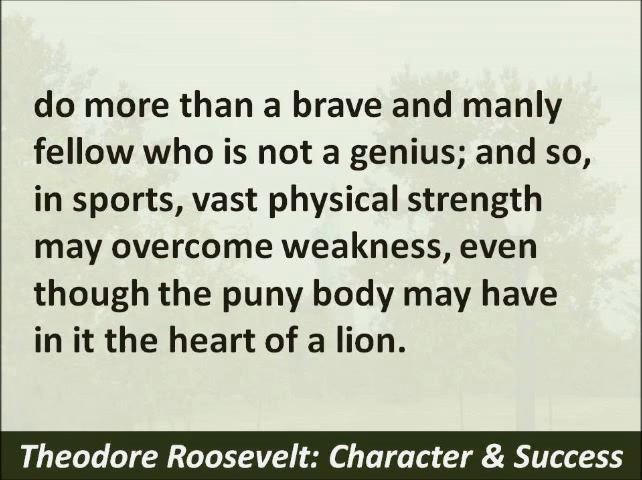 do more than a brave and manly
fellow who is not a genius; and so,
in sports, vast physical strength
may overcome weakness, even
though the puny body may have
in it the heart of a lion.
Theodore Roosevelt: Character & Success